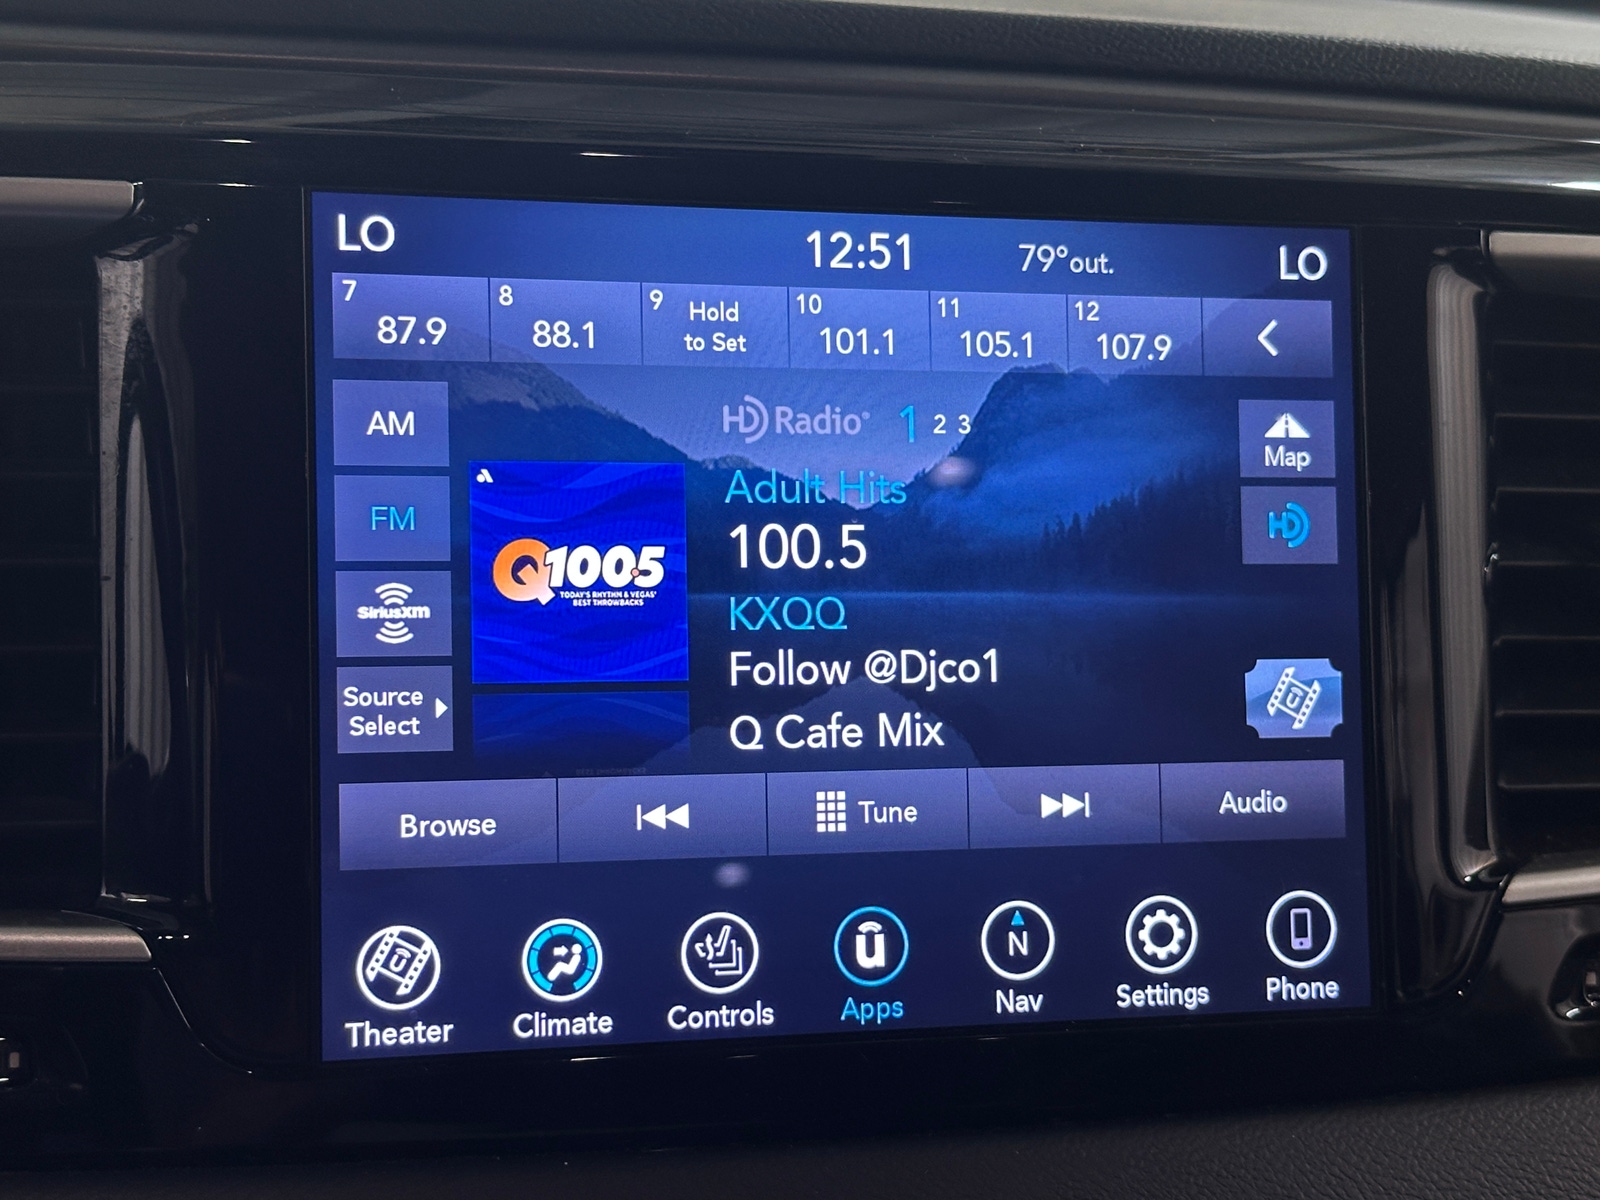 LO
12:51
79°out.
LO
7
87.9
8
88.1
9
Hold
to Set
10
101.1
11
105.1
12
107.9
AM
HD Radio®
1 2 3
Map
Adult Hits
FM
HD
Q100.5
TODAY'S RHYTHM & VEGAS'
BEST THROWBACKS
100.5
KXQQ
SiriusXM
Follow @Djco1
Source
Select
Q Cafe Mix
Browse
Tune
Audio
Theater
Climate
Controls
u
Apps
N
Nav
Settings
Phone